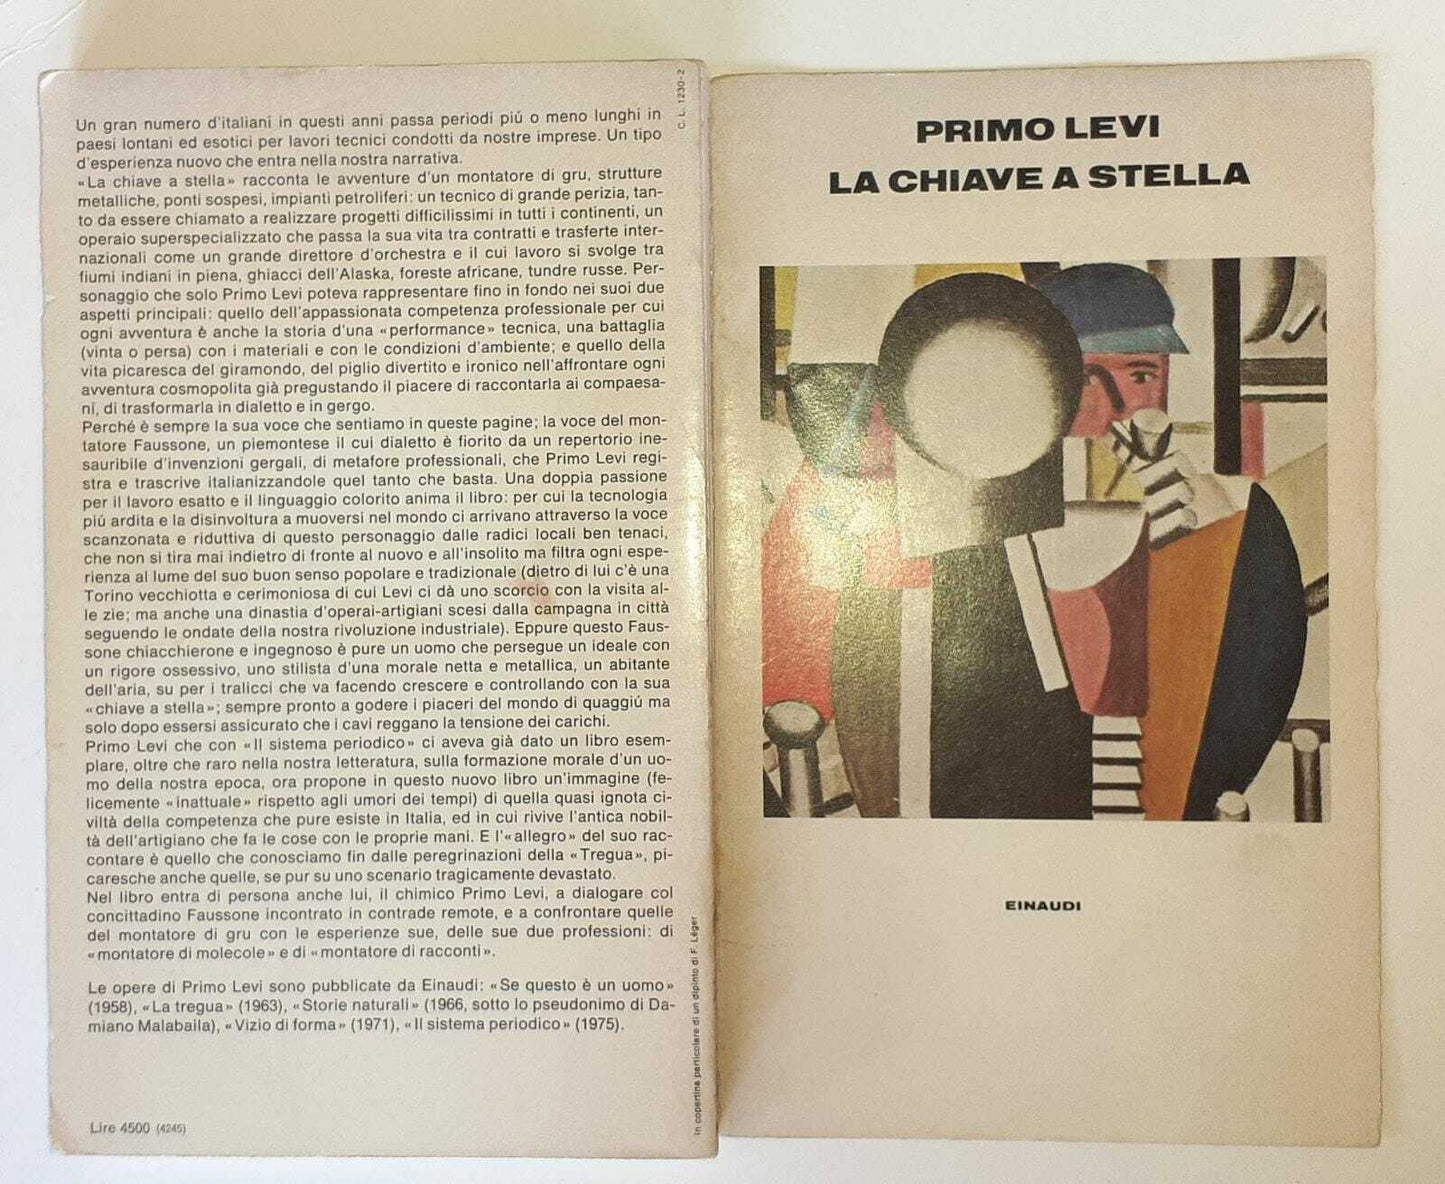 Un gran numero d'italiani in questi anni passa periodi piú o meno lunghi in
paesi lontani ed esotici per lavori tecnici condotti da nostre imprese. Un tipo
d'esperienza nuovo che entra nella nostra narrativa.
«La chiave a stella» racconta le avventure d'un montatore di gru, strutture
metalliche, ponti sospesi, impianti petroliferi: un tecnico di grande perizia, tan-
to da essere chiamato a realizzare progetti difficilissimi in tutti i continenti, un
operaio superspecializzato che passa la sua vita tra contratti e trasferte inter-
nazionali come un grande direttore d'orchestra e il cui lavoro si svolge tra
fiumi indiani in piena, ghiacci dell'Alaska, foreste africane, tundre russe. Per-
sonaggio che solo Primo Levi poteva rappresentare fino in fondo nei suoi due
aspetti principali: quello dell'appassionata competenza professionale per cui
ogni avventura è anche la storia d'una «performance» tecnica, una battaglia
(vinta o persa) con i materiali e con le condizioni d'ambiente; e quello della
vita picaresca del giramondo, del piglio divertito e ironico nell'affrontare ogni
avventura cosmopolita già pregustando il piacere di raccontarla ai compaesa-
ni, di trasformarla in dialetto e in gergo.
Perché è sempre la sua voce che sentiamo in queste pagine; la voce del mon-
tatore Faussone, un piemontese il cui dialetto è fiorito da un repertorio ine-
sauribile d'invenzioni gergali, di metafore professionali, che Primo Levi regi-
stra e trascrive italianizzandole quel tanto che basta. Una doppia passione
per il lavoro esatto e il linguaggio colorito anima il libro: per cui la tecnologia
piú ardita e la disinvoltura a muoversi nel mondo ci arrivano attraverso la voce
scanzonata e riduttiva di questo personaggio dalle radici locali ben tenaci,
che non si tira mai indietro di fronte al nuovo e all'insolito ma filtra ogni espe-
rienza al lume del suo buon senso popolare e tradizionale (dietro di lui c'è una
Torino vecchiotta e cerimoniosa di cui Levi ci dà uno scorcio con la visita al-
le zie; ma anche una dinastia d'operai-artigiani scesi dalla campagna in città
seguendo le ondate della nostra rivoluzione industriale). Eppure questo Faus-
sone chiacchierone e ingegnoso è pure un uomo che persegue un ideale con
un rigore ossessivo, uno stilista d'una morale netta e metallica, un abitante
dell'aria, su per i tralicci che va facendo crescere e controllando con la sua
«chiave a stella»; sempre pronto a godere i piaceri del mondo di quaggiú ma
solo dopo essersi assicurato che i cavi reggano la tensione dei carichi.
Primo Levi che con «Il sistema periodico» ci aveva già dato un libro esem-
plare, oltre che raro nella nostra letteratura, sulla formazione morale d'un uo-
mo della nostra epoca, ora propone in questo nuovo libro un'immagine (fe-
licemente «inattuale» rispetto agli umori dei tempi) di quella quasi ignota ci-
viltà della competenza che pure esiste in Italia, ed in cui rivive l'antica nobil-
tà dell'artigiano che fa le cose con le proprie mani. E l'«allegro» del suo rac-
contare è quello che conosciamo fin dalle peregrinazioni della «Tregua», pi-
caresche anche quelle, se pur su uno scenario tragicamente devastato.
Nel libro entra di persona anche lui, il chimico Primo Levi, a dialogare col
concittadino Faussone incontrato in contrade remote, e a confrontare quelle
del montatore di gru con le esperienze sue, delle sue due professioni: di
«montatore di molecole» e di «montatore di racconti».
Le opere di Primo Levi sono pubblicate da Einaudi: «Se questo è un uomo»
(1958), «La tregua» (1963), «Storie naturali» (1966, sotto lo pseudonimo di Da-
miano Malabaila), «Vizio di forma» (1971), «Il sistema periodico» (1975).
Lire 4500 (4245)
C. L. 1230-2
In copertina particolare di un dipinto di F. Léger
PRIMO LEVI
LA CHIAVE A STELLA
EINAUDI